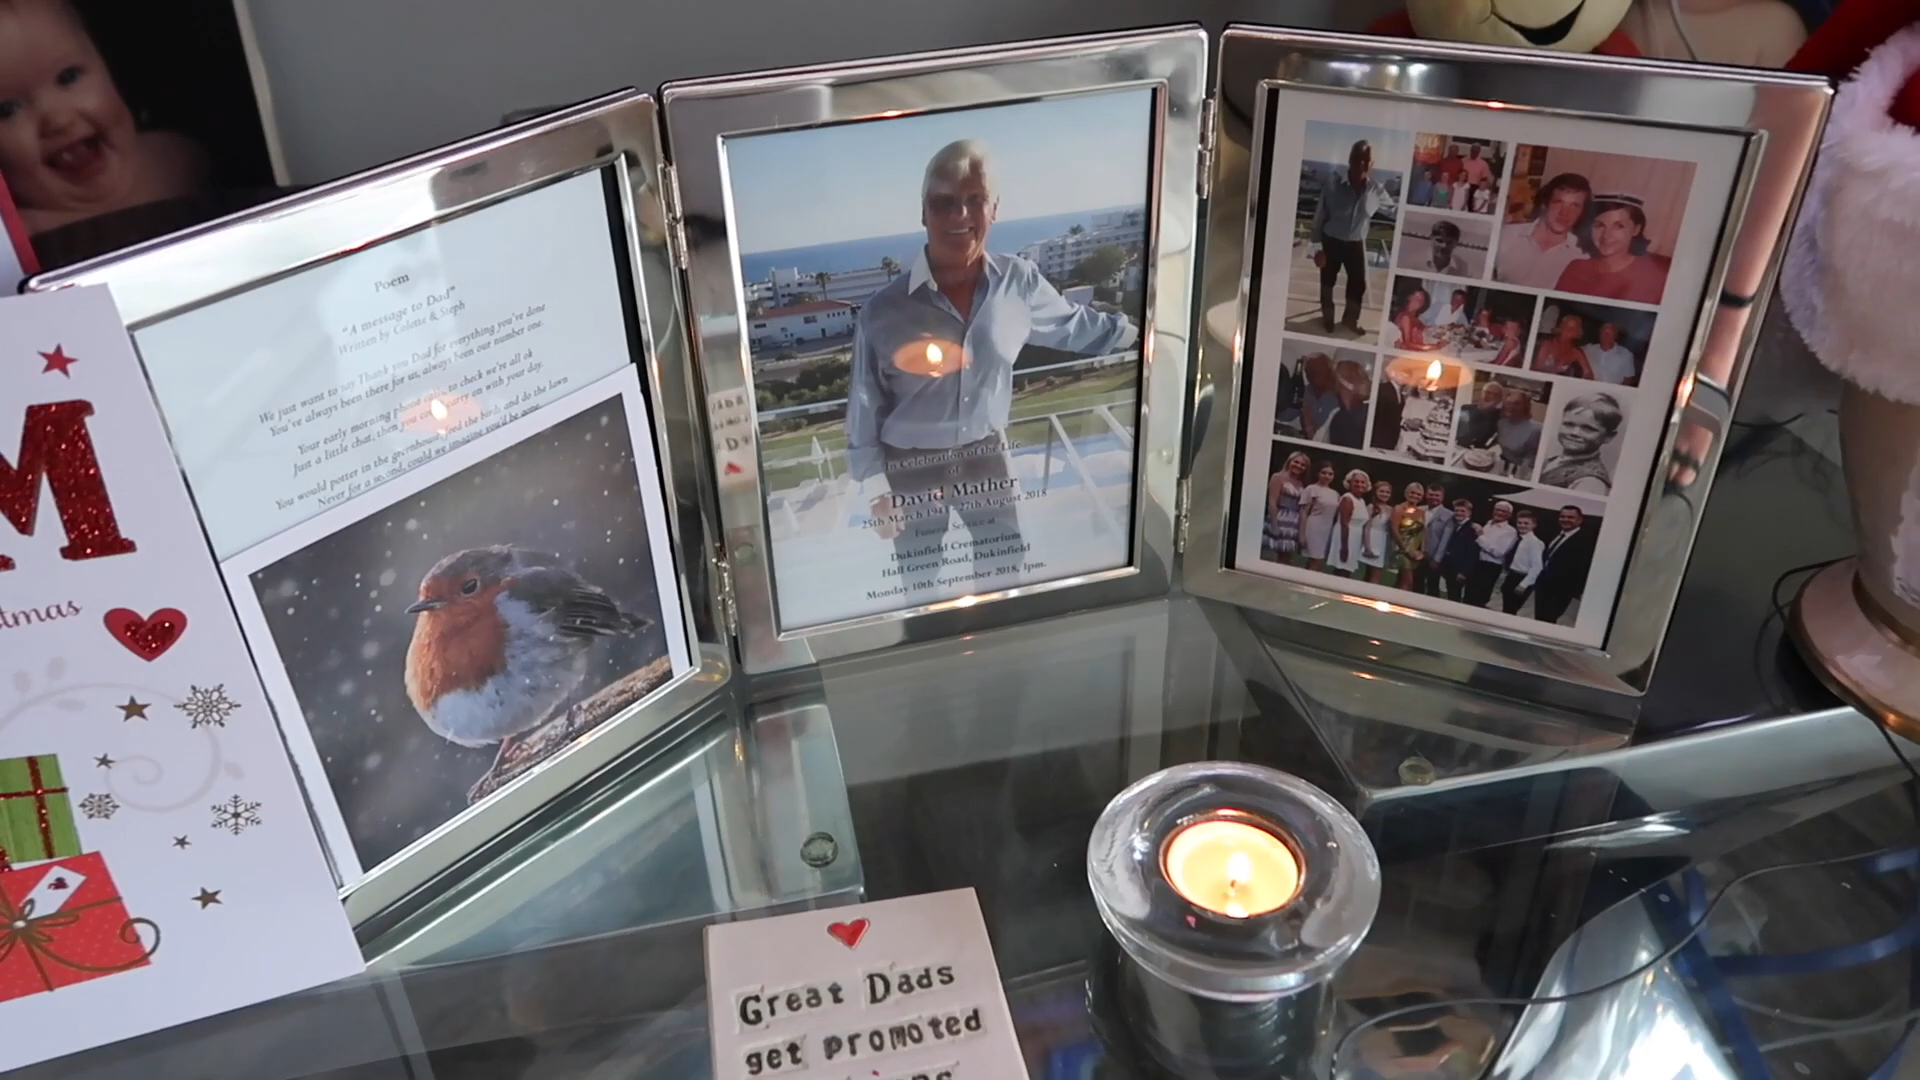 Poem
"A message to Dad"
Written by Colette & Steph
We just want to say Thank you Dad for everything you've done
You've always been there for us, always been our number one.
Your early morning phone calls, to check we're all ok
Just a little chat, then you could carry on with your day.
You would potter in the greenhouse, feed the birds and do the lawn
Never for a second, could we imagine you'd be gone
M
stmas
In Celebration of the Life
of
David Mather
25th March 1943 - 27th August 2018
Funeral Service at
Dukinfield Crematorium
Hall Green Road, Dukinfield
Monday 10th September 2018, 1pm.
Great Dads
get promoted